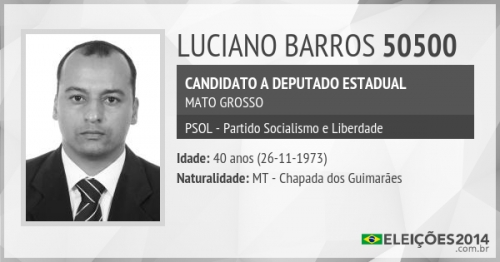 LUCIANO BARROS 50500
CANDIDATO A DEPUTADO ESTADUAL
MATO GROSSO
PSOL - Partido Socialismo e Liberdade
Idade: 40 anos (26-11-1973)
Naturalidade: MT - Chapada dos Guimarães
ELEIÇÕES2014
.com.br